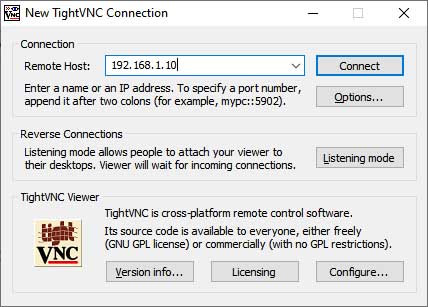 New TightVNC Connection
Connection
Remote Host: 192.168.1.10 Connect
Enter a name or an IP address. To specify a port number,
append it after two colons (for example, mypc::5902). Options...
Reverse Connections
Listening mode allows people to attach your viewer to
their desktops. Viewer will wait for incoming connections. Listening mode
TightVNC Viewer
TightVNC is cross-platform remote control software.
Its source code is available to everyone, either freely
(GNU GPL license) or commercially (with no GPL restrictions).
tight
VNC
Version info... Licensing Configure...